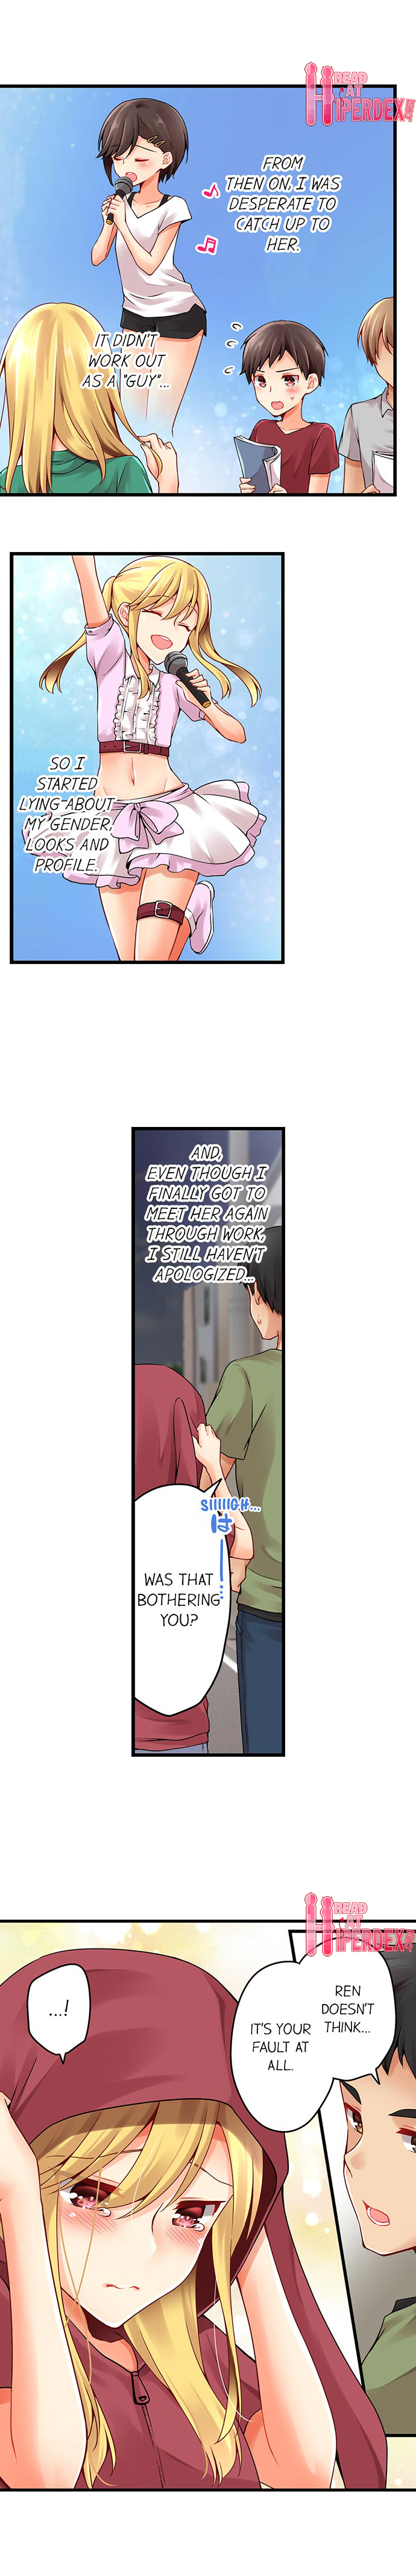 READ
AT
HIPERDEX
FROM
THEN ON, I WAS
DESPERATE TO
CATCH UP TO
HER.
IT DIDN'T
WORK OUT
AS A "GUY"...
SO I
STARTED
LYING ABOUT
MY GENDER,
LOOKS AND
PROFILE.
AND,
EVEN THOUGH I
FINALLY GOT TO
MEET HER AGAIN
THROUGH WORK,
I STILL HAVEN'T
APOLOGIZED...
SIIIIIGH...
はー…
WAS THAT
BOTHERING
YOU?
READ
AT
HIPERDEX
REN
DOESN'T
THINK...
IT'S YOUR
FAULT AT
ALL.
...!